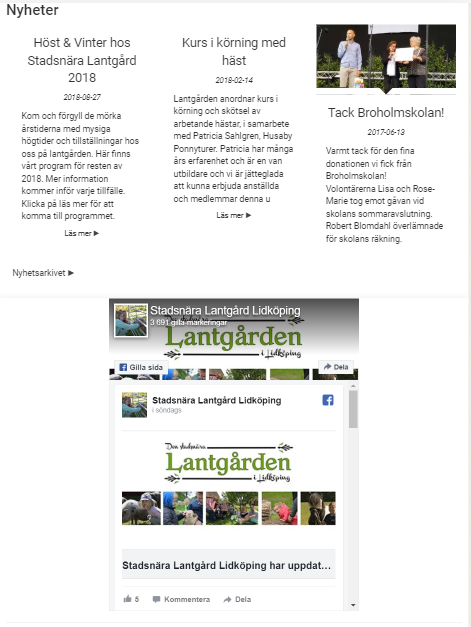 Nyheter
Höst & Vinter hos
Stadsnära Lantgård
2018
2018-08-27
Kom och förgyll de mörka
årstiderna med mysiga
högtider och tillställningar hos
oss på lantgården. Här finns
vårt program för resten av
2018. Mer information
kommer inför varje tillfälle.
Klicka på läs mer för att
komma till programmet.
Läs mer
Kurs i körning med
häst
2018-02-14
Lantgården anordnar kurs i
körning och skötsel av
arbetande hästar, i samarbete
med Patricia Sahlgren, Husaby
Ponnyturer. Patricia har många
års erfarenhet och är en van
utbildare och vi är jätteglada
att kunna erbjuda anställda
och medlemmar denna u
Läs mer
Tack Broholmskolan!
2017-06-13
Varmt tack för den fina
donationen vi fick från
Broholmskolan!
Volontärerna Lisa och Rose-
Marie tog emot gåvan vid
skolans sommaravslutning.
Robert Blomdahl överlämnade
för skolans räkning.
Nyhetsarkivet
Stadsnära Lantgård Lidköping
3 691 gilla-markeringar
Lantgården
i Lidköping
Gilla sida
Dela
Stadsnära Lantgård Lidköping
i söndags
Den stadsnära
Lantgården
i Lidköping
Stadsnära Lantgård Lidköping har uppdat...
5
Kommentera
Dela